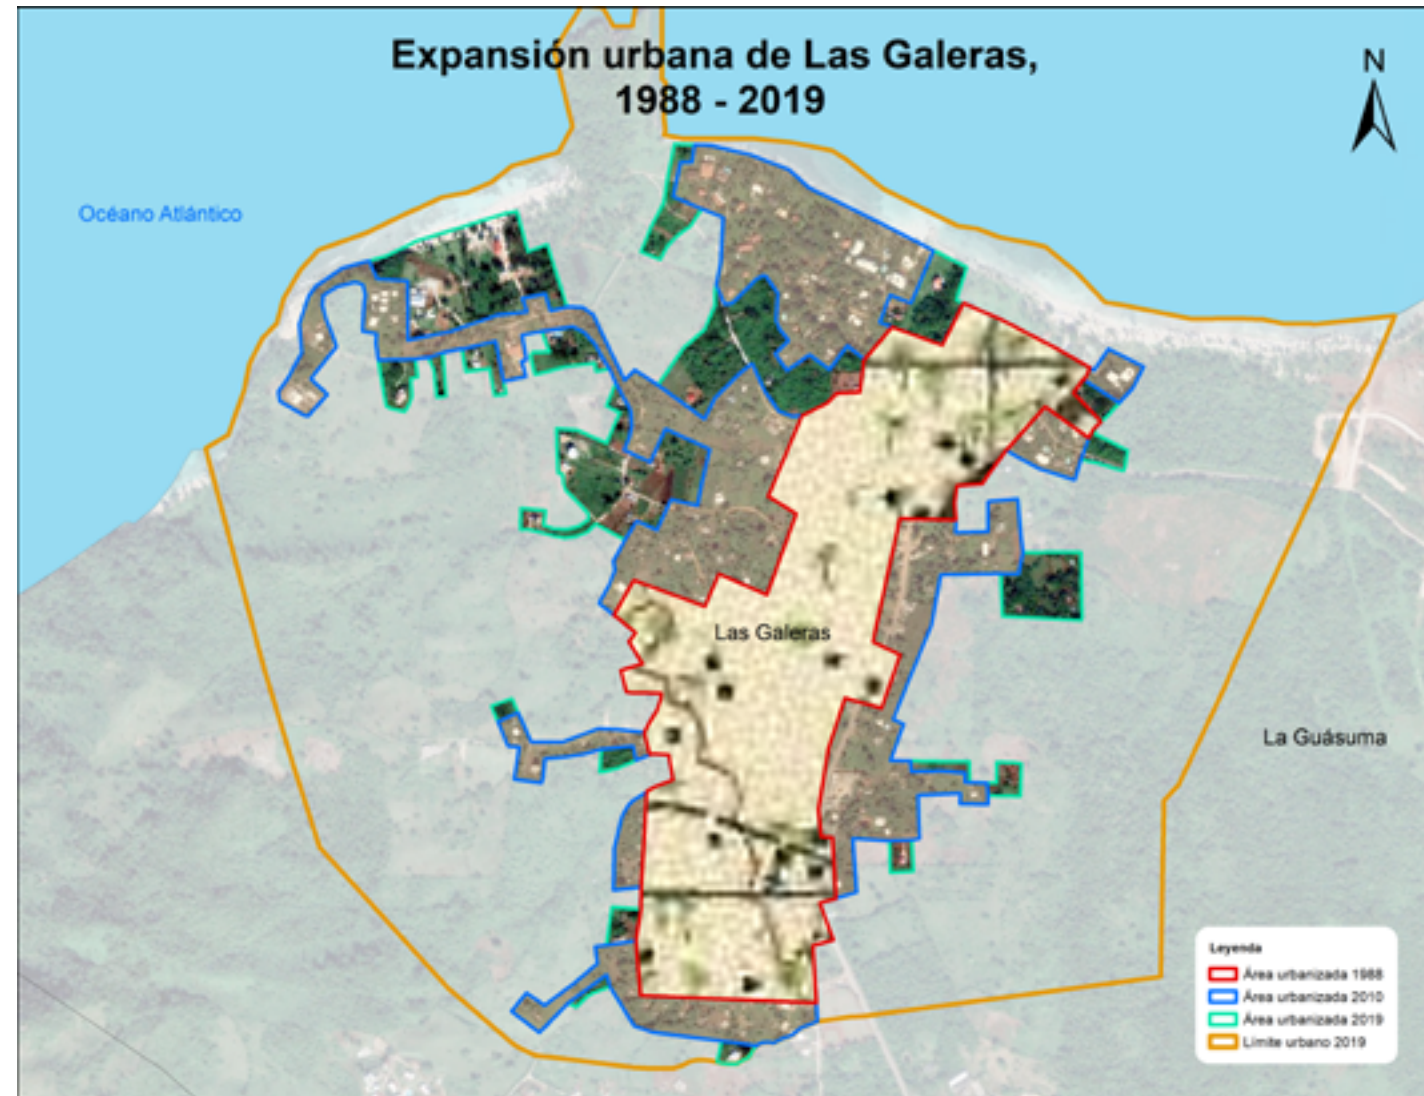 Expansión urbana de Las Galeras,
1988 - 2019
N
Océano Atlántico
Las Galeras
La Guásuma
Leyenda
Área urbanizada 1988
Área urbanizada 2010
Área urbanizada 2019
Límite urbano 2019